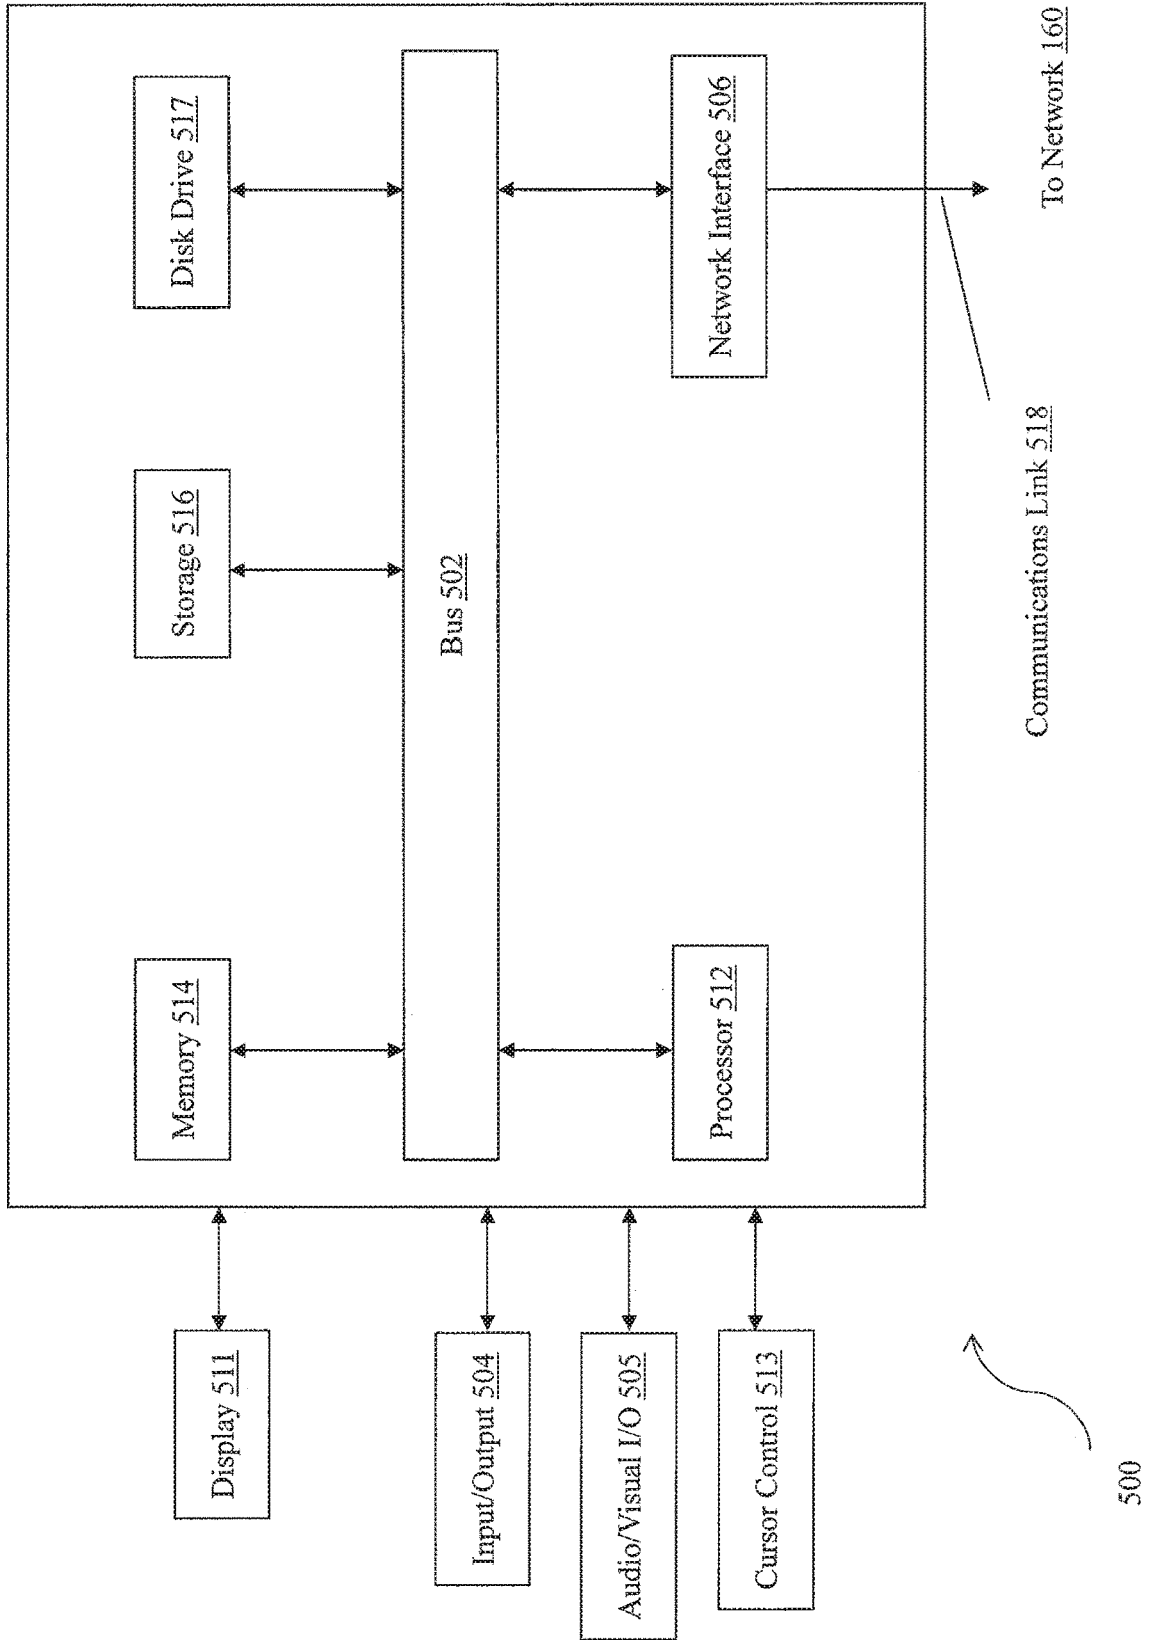 Display 511
Input/Output 504
Audio/Visual I/O 505
Cursor Control 513
Memory 514
Storage 516
Disk Drive 517
Bus 502
Processor 512
Network Interface 506
Communications Link 518
To Network 160
500